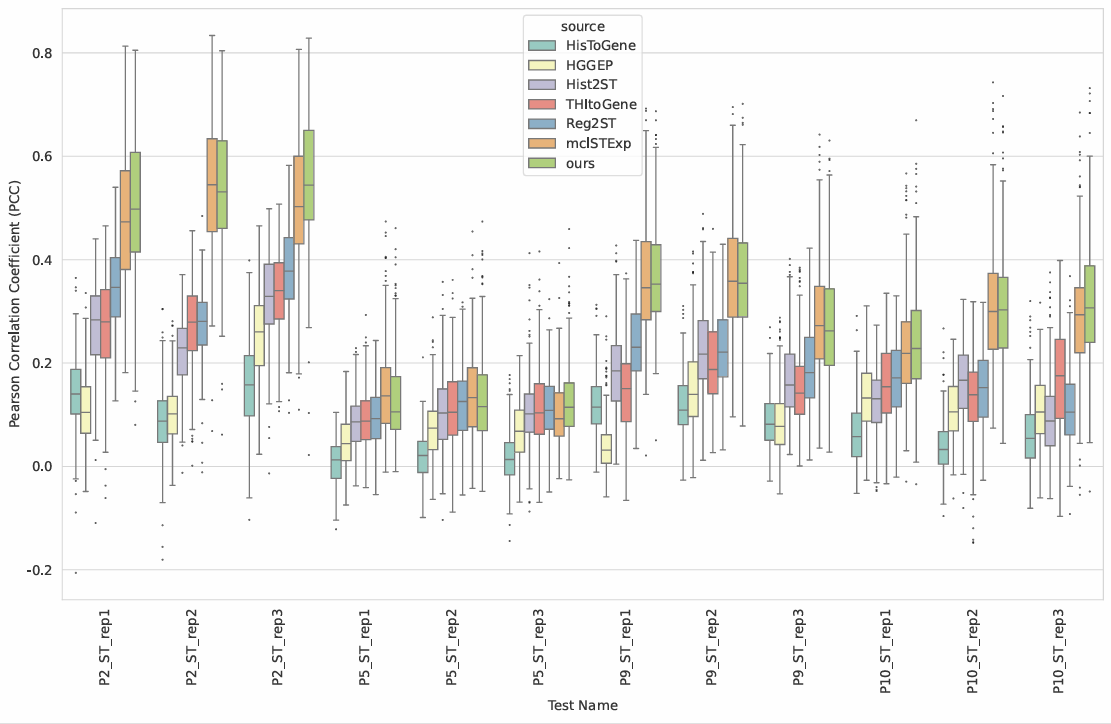 source
HisToGene
HGGEP
Hist2ST
THItoGene
Reg2ST
mclSTExp
ours
Pearson Correlation Coefficient (PCC)
0.8
0.6
0.4
0.2
0.0
-0.2
P2_ST_rep1
P2_ST_rep2
P2_ST_rep3
P5_ST_rep1
P5_ST_rep2
P5_ST_rep3
P9_ST_rep1
P9_ST_rep2
P9_ST_rep3
P10_ST_rep1
P10_ST_rep2
P10_ST_rep3
Test Name